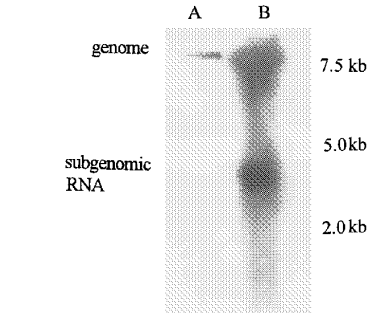 A B
genome
7.5 kb
5.0 kb
subgenomic
RNA
2.0 kb